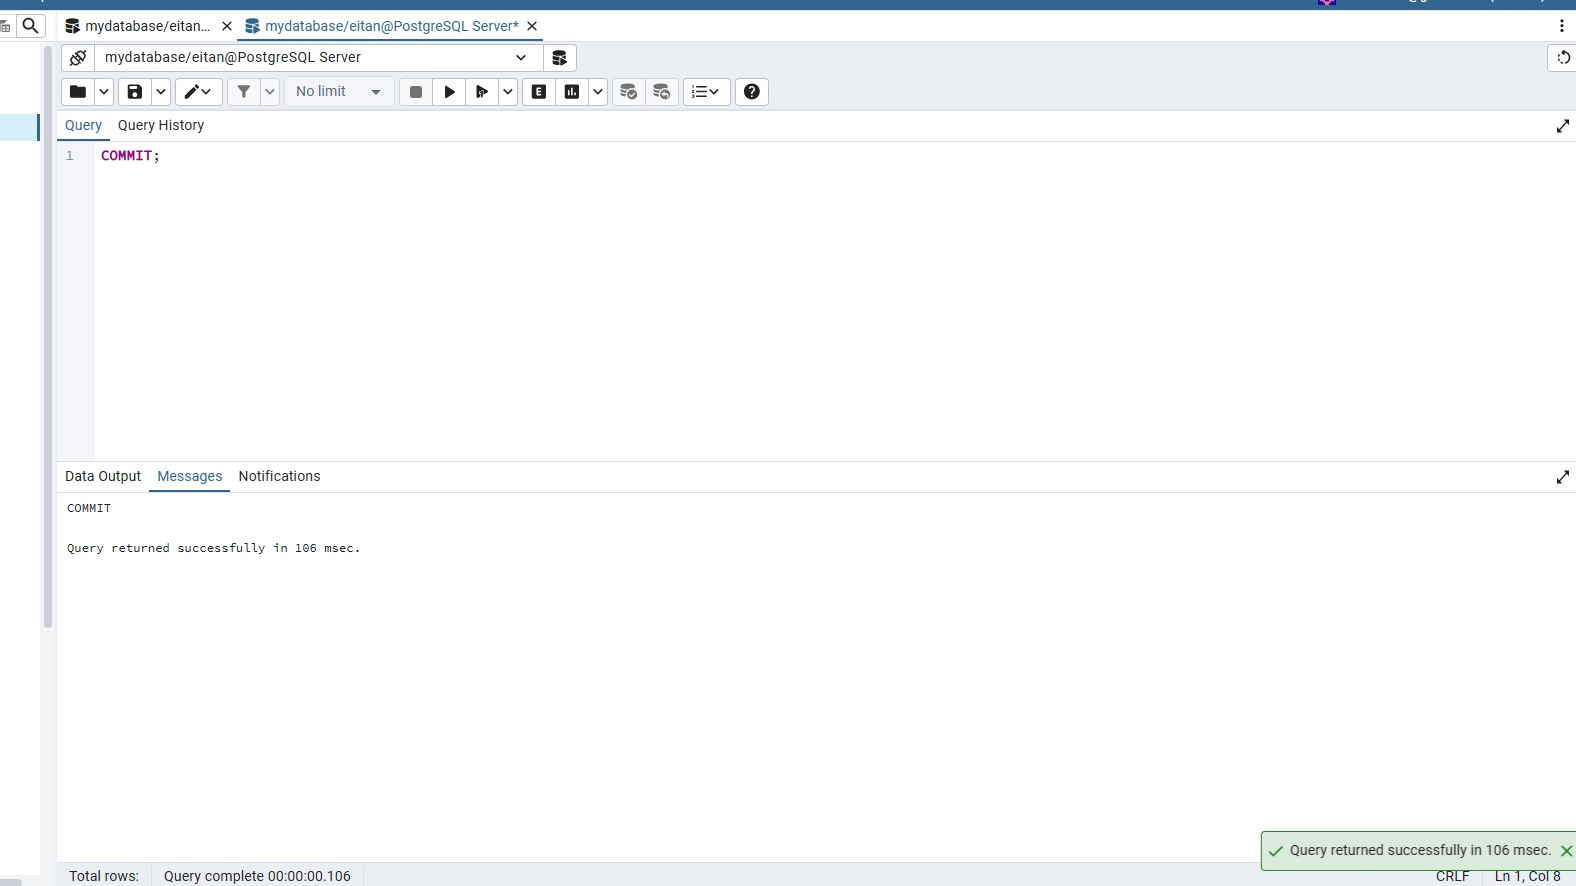 mydatabase/eitan...
mydatabase/eitan@PostgreSQL Server*
mydatabase/eitan@PostgreSQL Server
No limit
E
Query
Query History
1
COMMIT;
Data Output
Messages
Notifications
COMMIT
Query returned successfully in 106 msec.
Query returned successfully in 106 msec.
Total rows:
Query complete 00:00:00.106
CRLF
Ln 1, Col 8